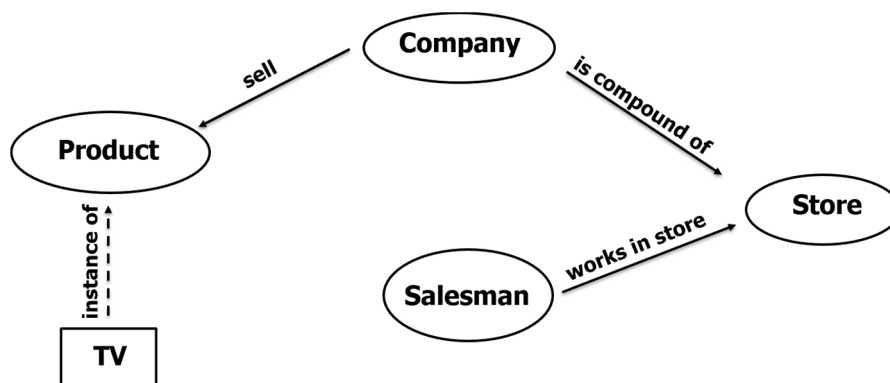 Company
sell
is compound of
Product
Store
instance of
works in store
Salesman
TV